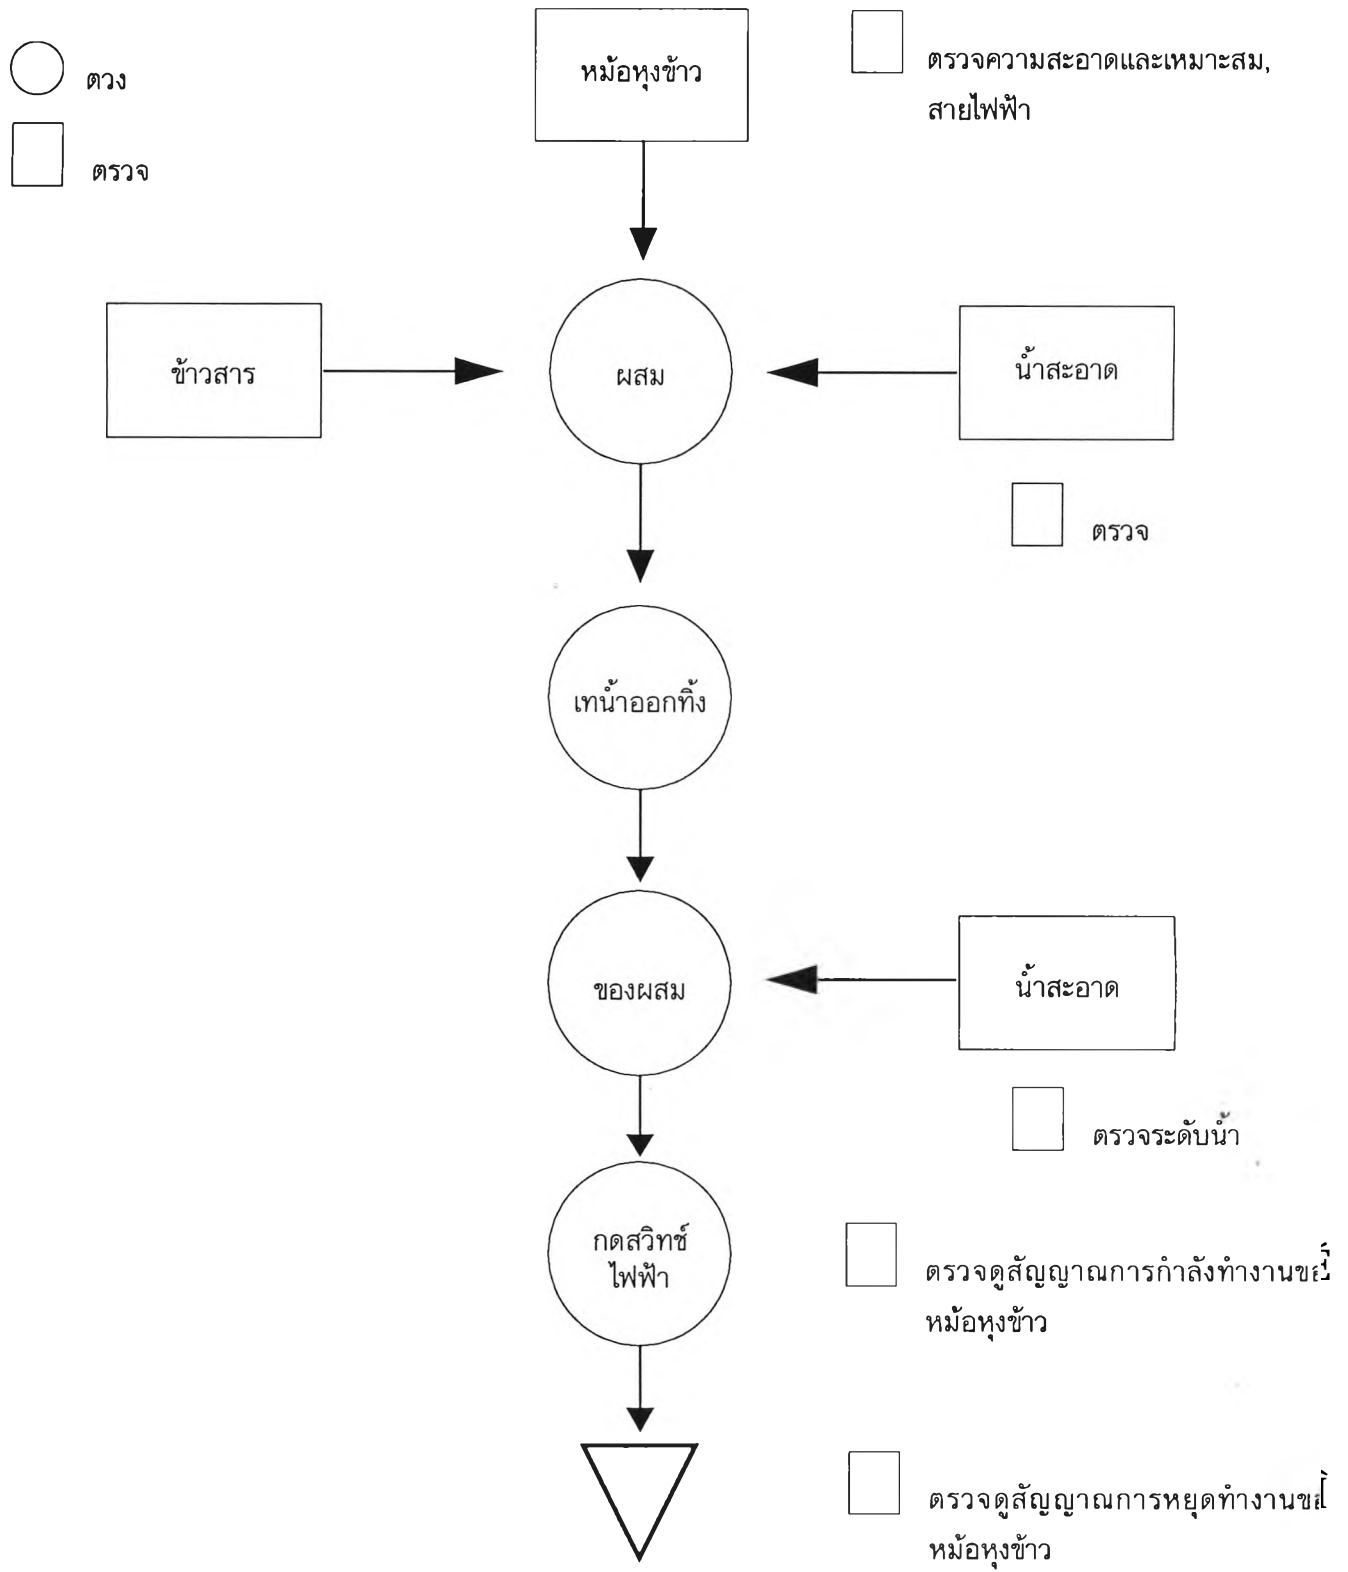 ตวง
ตรวจ
หม้อหุงข้าว
ตรวจความสะอาดและเหมาะสม,
สายไฟฟ้า
ข้าวสาร
ผสม
น้ำสะอาด
ตรวจ
เทน้ำออกทิ้ง
ของผสม
น้ำสะอาด
ตรวจระดับน้ำ
กดสวิทช์
ไฟฟ้า
ตรวจดูสัญญาณการกำลังทำงานขอ
หม้อหุงข้าว
ตรวจดูสัญญาณการหยุดทำงานขอ
หม้อหุงข้าว